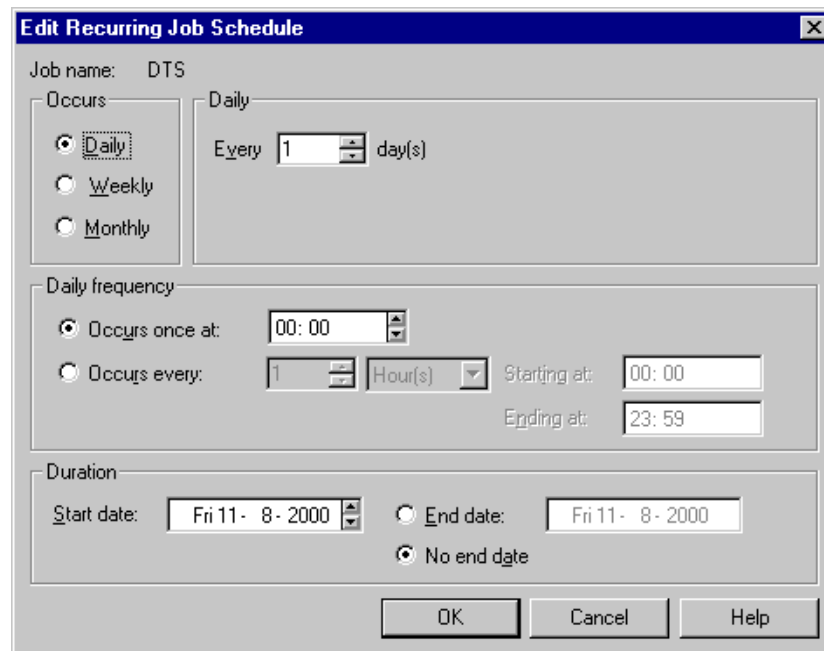 Edit Recurring Job Schedule
Job name: DTS
Occurs
Daily
Weekly
Monthly
Daily
Every 1 day(s)
Daily frequency
Occurs once at: 00: 00
Occurs every: 1 Hour(s) Starting at: 00: 00
Ending at: 23: 59
Duration
Start date: Fri 11- 8- 2000 End date: Fri 11- 8- 2000
No end date
OK Cancel Help